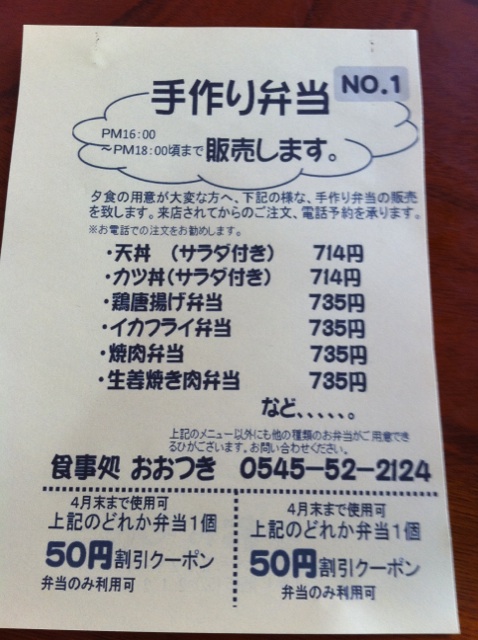 手作り弁当 NO.1
PM16:00
～PM18:00頃まで 販売します。
夕食の用意が大変な方へ、下記の様な、手作り弁当の販売
を致します。来店されてからのご注文、電話予約を承ります。
※お電話での注文をお勧めします。
・天丼 （サラダ付き） 714円
・カツ丼（サラダ付き） 714円
・鶏唐揚げ弁当 735円
・イカフライ弁当 735円
・焼肉弁当 735円
・生姜焼き肉弁当 735円
など、、、、、。
上記のメニュー以外にも他の種類のお弁当がご用意でき
るひがございます。お問い合わせください。
食事処 おおつき 0545-52-2124
4月末まで使用可
上記のどれか弁当1個
50円割引クーポン
弁当のみ利用可
4月末まで使用可
上記のどれか弁当1個
50円割引クーポン
弁当のみ利用可